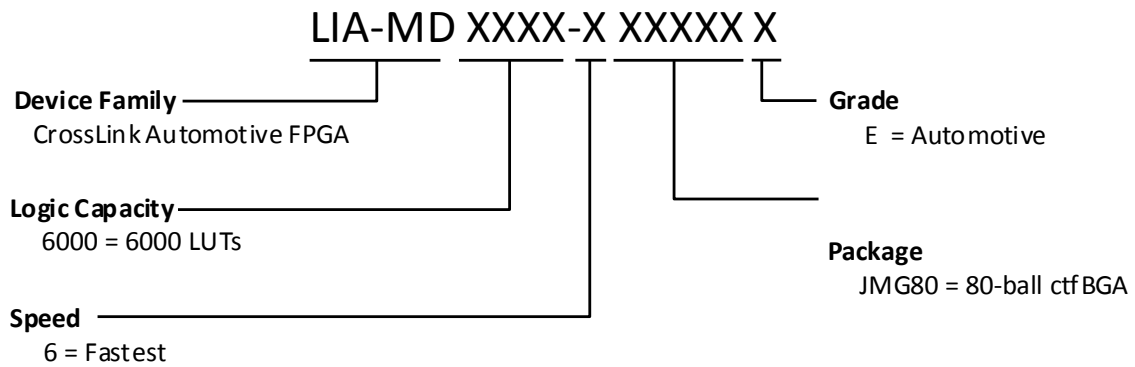 LIA-MD XXXX-X XXXXX X
Device Family
CrossLink Automotive FPGA
Grade
E = Automotive
Logic Capacity
6000 = 6000 LUTs
Package
JMG80 = 80-ball ctfBGA
Speed
6 = Fastest